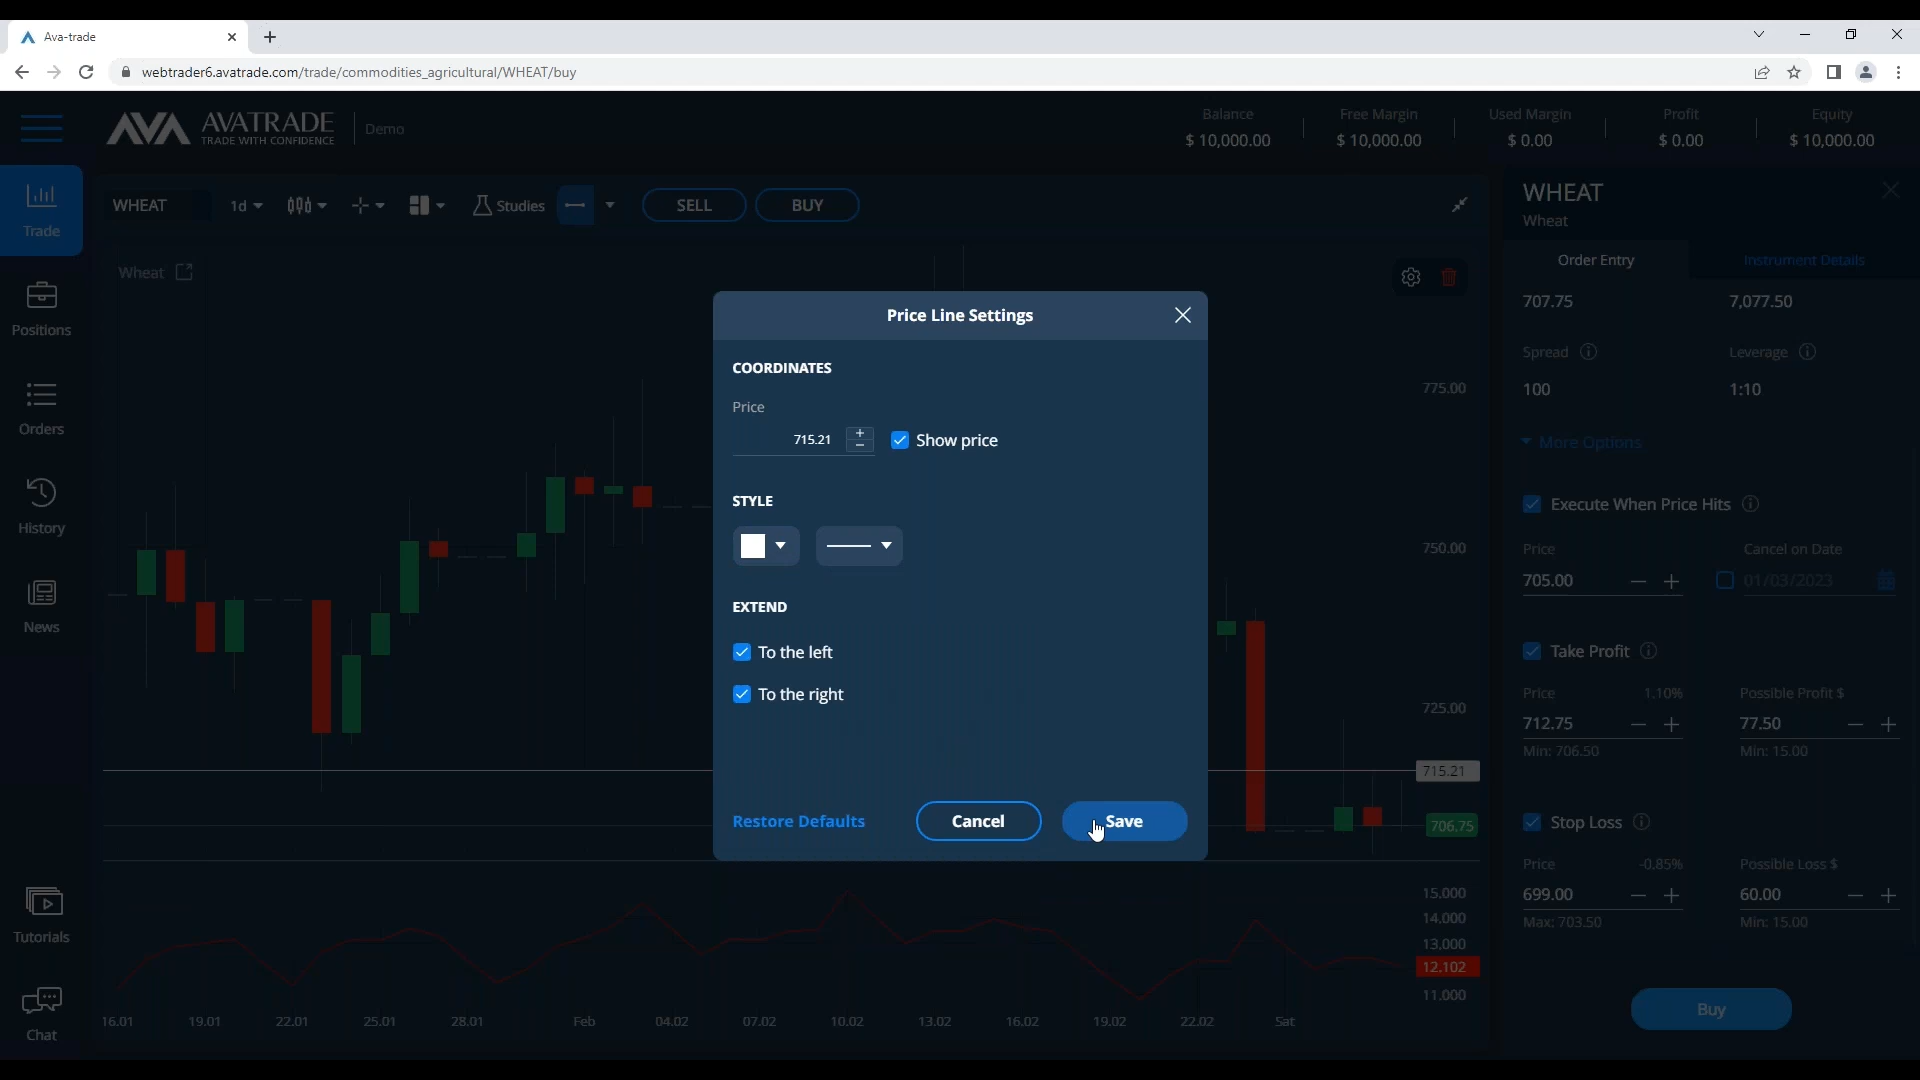 Ava-trade
webtrader6.avatrade.com/trade/commodities_agricultural/WHEAT/buy
AVA AVATRADE
TRADE WITH CONFIDENCE
Demo
Balance
$ 10,000.00
Free Margin
$ 10,000.00
Used Margin
$ 0.00
Profit
$ 0.00
Equity
$ 10,000.00
Trade
Positions
Orders
History
News
Tutorials
Chat
WHEAT 1d Studies SELL BUY
Wheat
Price Line Settings
COORDINATES
Price
715.21 + − Show price
STYLE
EXTEND
To the left
To the right
Restore Defaults Cancel Save
775.00
750.00
725.00
715.21
706.75
15.000
14.000
13.000
12.102
11.000
16.01 19.01 22.01 25.01 28.01 Feb 04.02 07.02 10.02 13.02 16.02 19.02 22.02 Sat
WHEAT
Wheat
Order Entry Instrument Details
707.75 7,077.50
Spread Leverage
100 1:10
More Options
Execute When Price Hits
Price Cancel on Date
705.00 — + 01/03/2023
Take Profit
Price 1.10% Possible Profit $
712.75 — + 77.50 — +
Min: 706.50 Min: 15.00
Stop Loss
Price -0.85% Possible Loss $
699.00 — + 60.00 — +
Max: 703.50 Min: 15.00
Buy